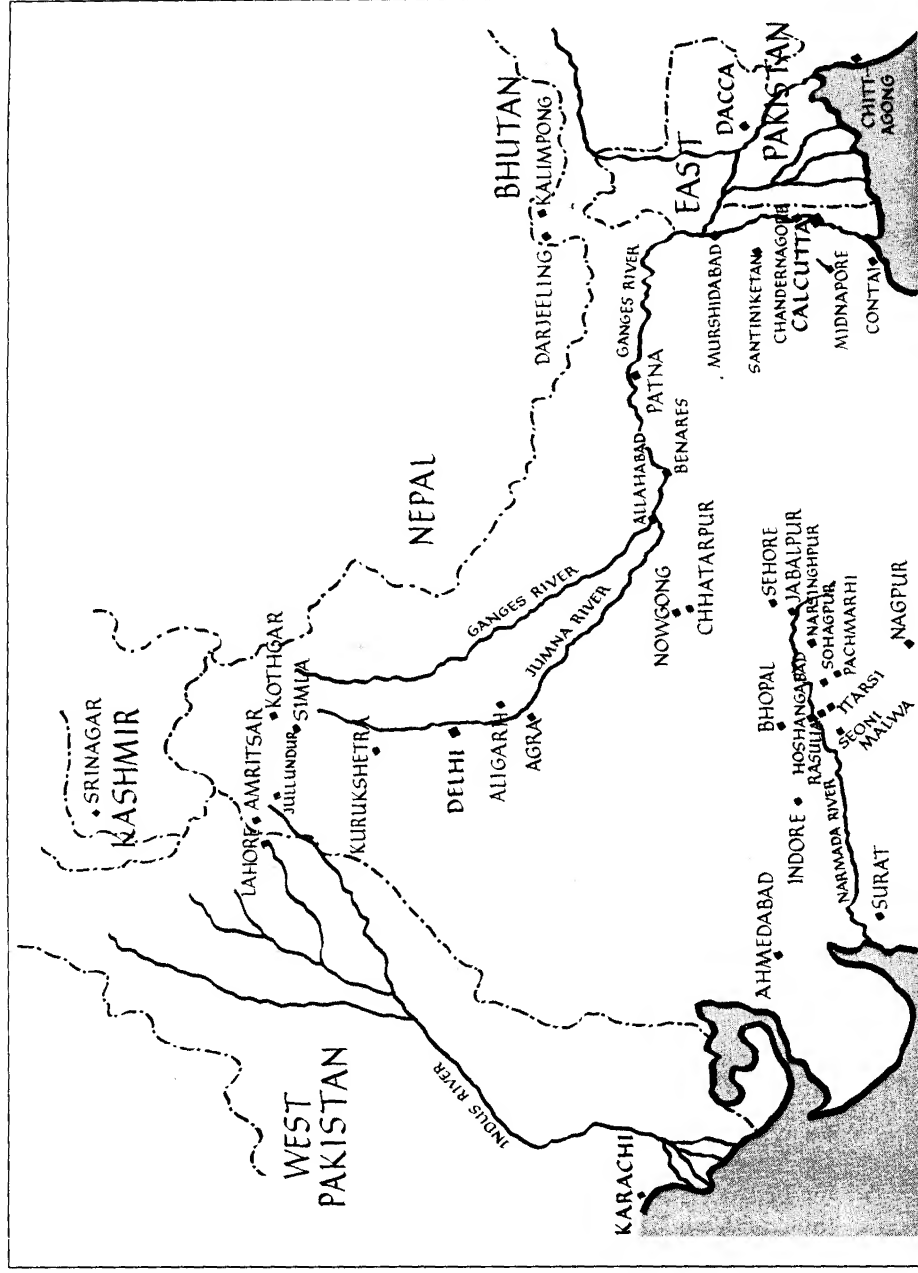 SRINAGAR
KASHMIR
WEST
PAKISTAN
LAHORE
AMRITSAR
JULLUNDUR
KOTHGAR
SIMLA
KURUKSHETRA
DELHI
ALIGARH
AGRA
NEPAL
BHUTAN
DARJEELING
KALIMPONG
INDUS RIVER
GANGES RIVER
JUMNA RIVER
KARACHI
ALLAHABAD
BENARES
PATNA
GANGES RIVER
NOWGONG
CHHATARPUR
EAST
PAKISTAN
DACCA
MURSHIDABAD
SANTINIKETAN
CHANDERNAGORE
CALCUTTA
MIDNAPORE
CONTAI
CHITT-
AGONG
AHMEDABAD
INDORE
BHOPAL
SEHORE
JABALPUR
HOSHANGABAD
NARSINGHPUR
RASULIA
SOHAGPUR
ITARSI
PACHMARHI
SEONI
MALWA
NARMADA RIVER
SURAT
NAGPUR